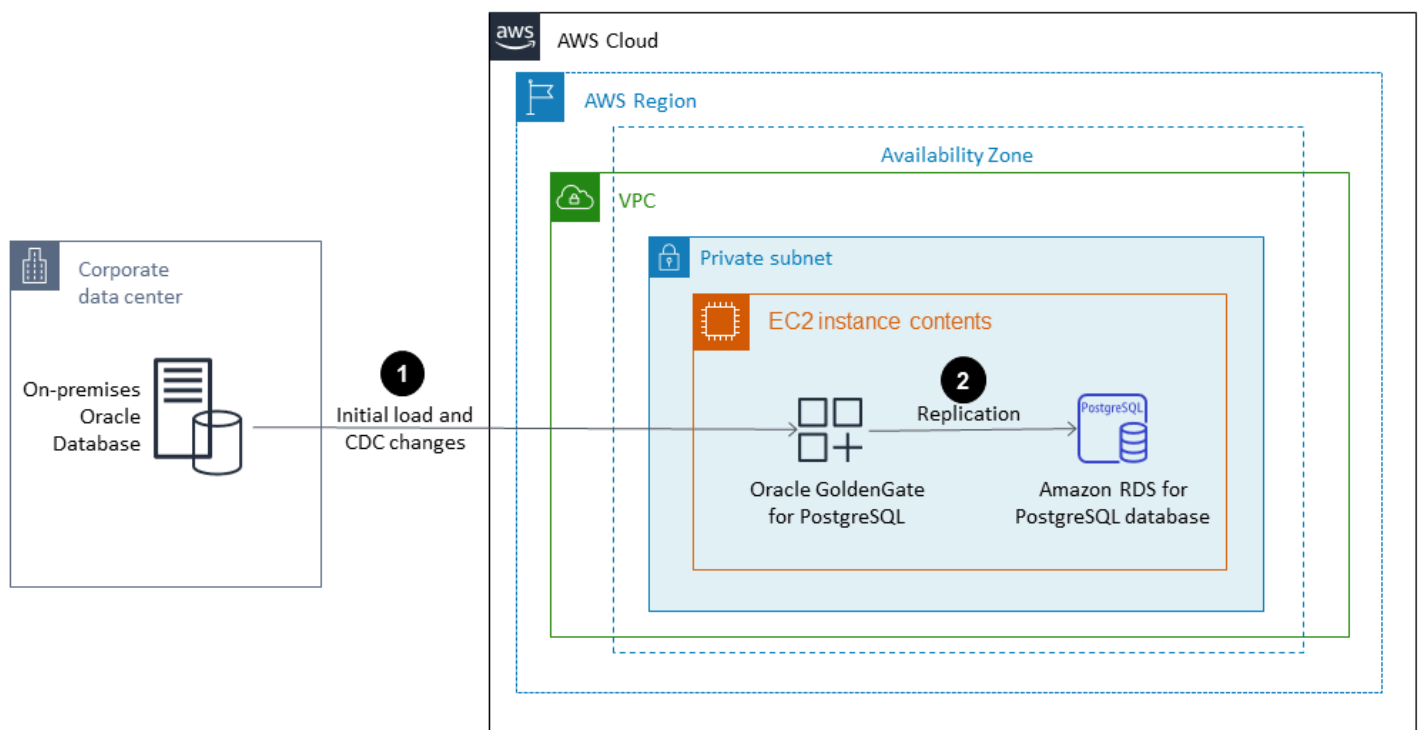 aws
AWS Cloud
AWS Region
Availability Zone
VPC
Corporate
data center
Private subnet
EC2 instance contents
On-premises
Oracle
Database
1
Initial load and
CDC changes
2
Replication
PostgreSQL
Oracle GoldenGate
for PostgreSQL
Amazon RDS for
PostgreSQL database